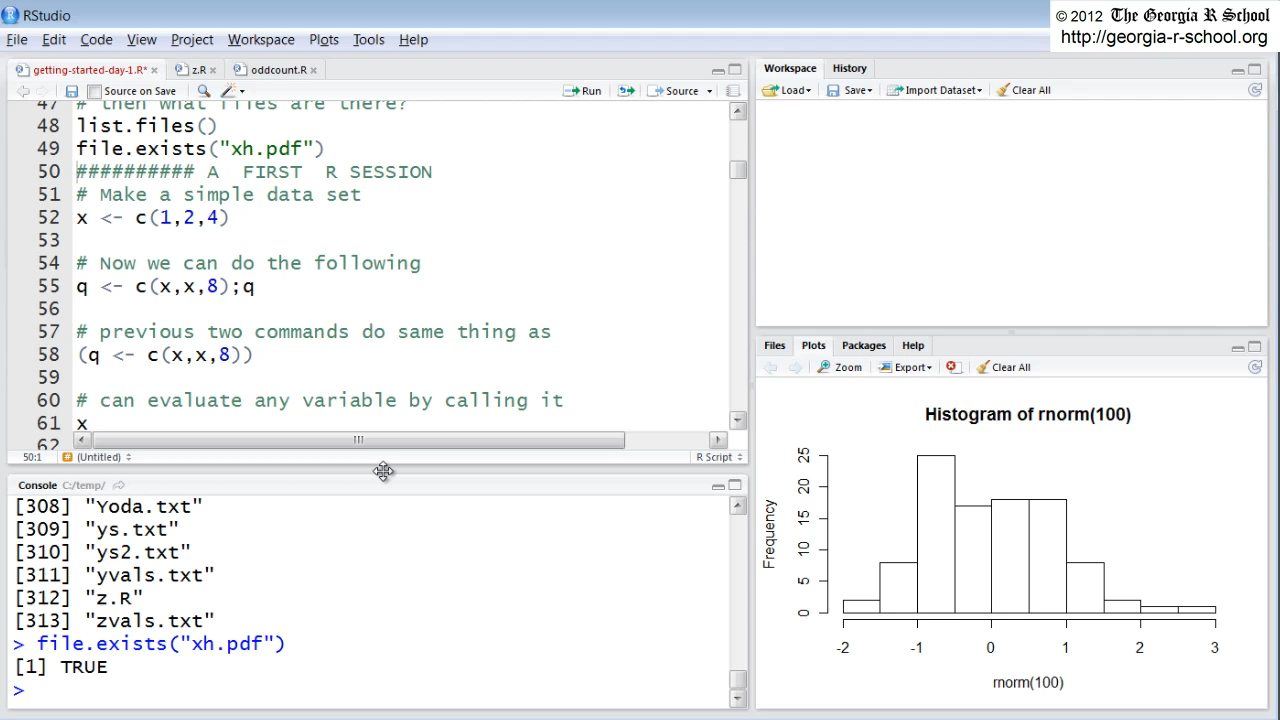 RStudio
© 2012 The Georgia R School
http://georgia-r-school.org
File Edit Code View Project Workspace Plots Tools Help
getting-started-day-1.R* × z.R × oddcount.R ×
Source on Save Run Source
47 # then what files are there?
48 list.files()
49 file.exists("xh.pdf")
50 ########## A FIRST R SESSION
51 # Make a simple data set
52 x <- c(1,2,4)
53
54 # Now we can do the following
55 q <- c(x,x,8);q
56
57 # previous two commands do same thing as
58 (q <- c(x,x,8))
59
60 # can evaluate any variable by calling it
61 x
62
50:1 (Untitled) R Script
Console C:/temp/
[308] "Yoda.txt"
[309] "ys.txt"
[310] "ys2.txt"
[311] "yvals.txt"
[312] "z.R"
[313] "zvals.txt"
> file.exists("xh.pdf")
[1] TRUE
>
Workspace History
Load Save Import Dataset Clear All
Files Plots Packages Help
Zoom Export Clear All
Histogram of rnorm(100)
Frequency
25
20
15
10
5
0
-2 -1 0 1 2 3
rnorm(100)